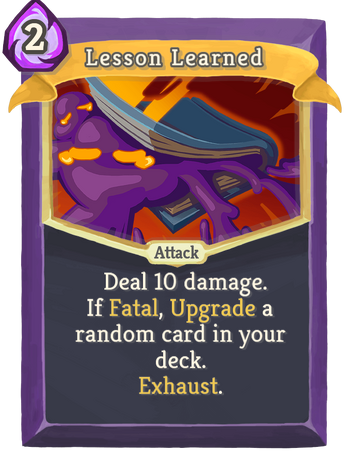 2
Lesson Learned
Attack
Deal 10 damage.
If Fatal, Upgrade a
random card in your
deck.
Exhaust.